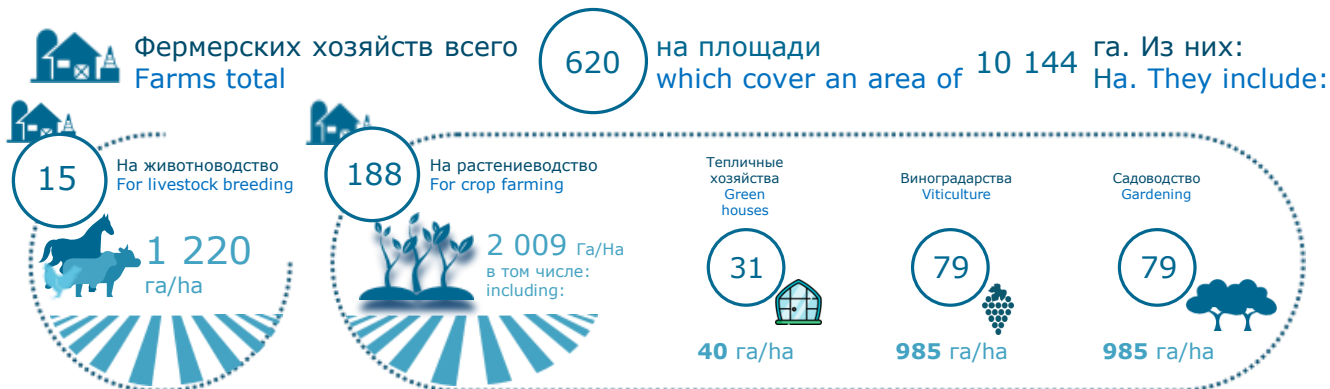 Фермерских хозяйств всего
Farms total
620
на площади
which cover an area of
10 144
га. Из них:
На. They include:
15
На животноводство
For livestock breeding
1 220
га/ha
188
На растениеводство
For crop farming
2 009 Га/На
в том числе:
including:
Тепличные
хозяйства
Green
houses
31
40 га/ha
Виноградарства
Viticulture
79
985 га/ha
Садоводство
Gardening
79
985 га/ha